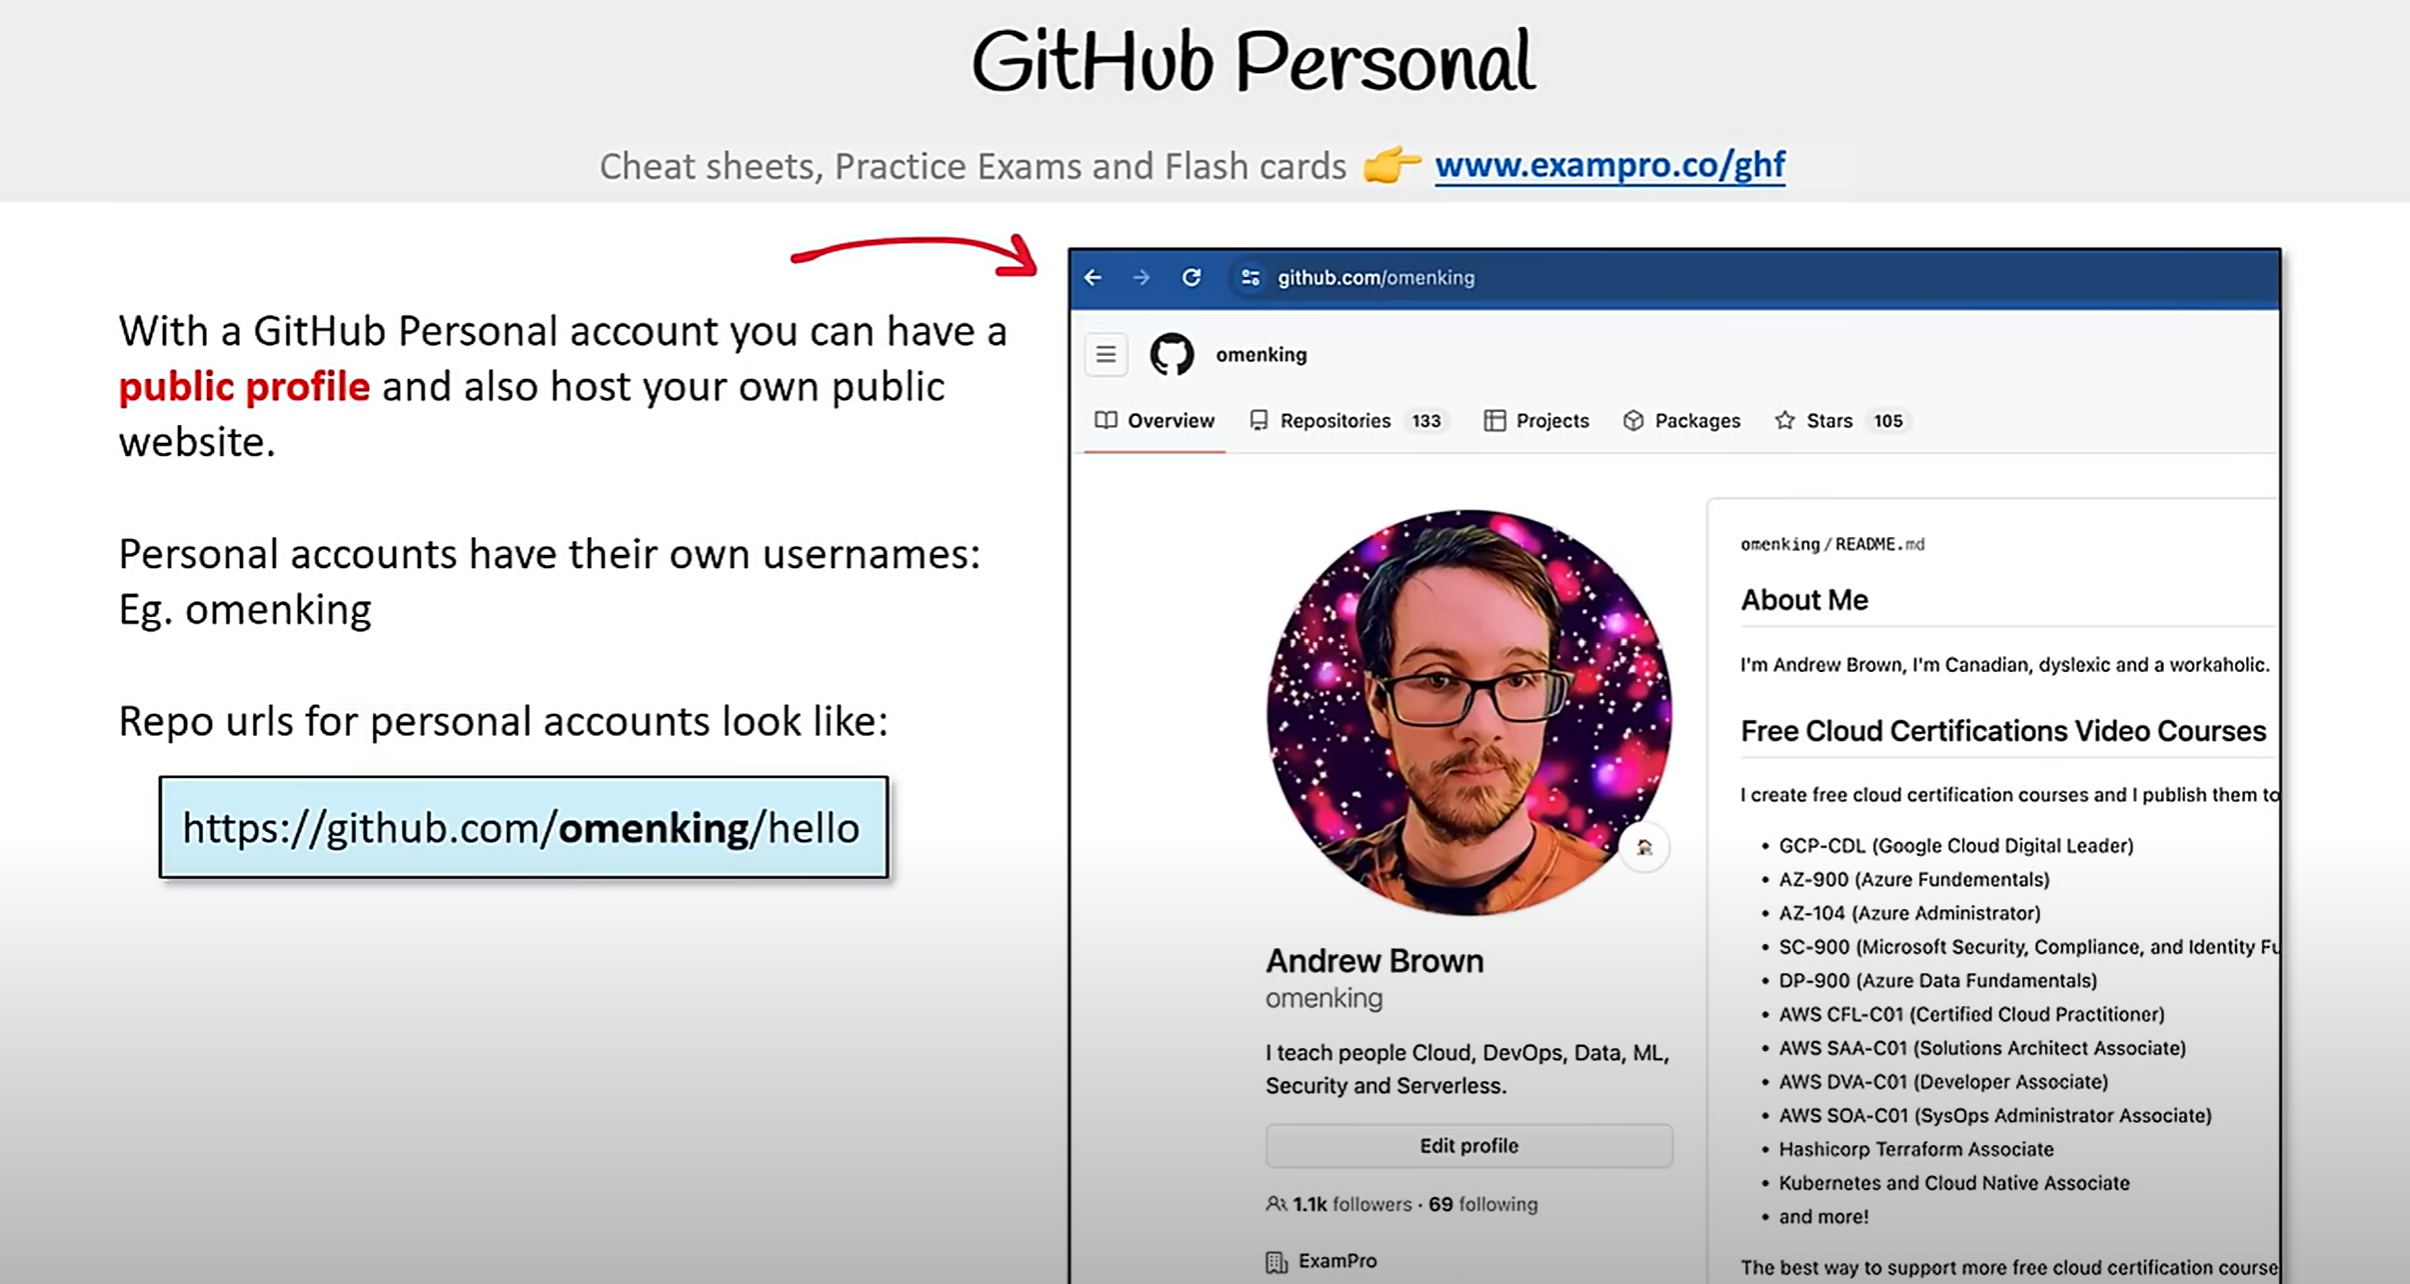 GitHub Personal
Cheat sheets, Practice Exams and Flash cards 👉 www.exampro.co/ghf
With a GitHub Personal account you can have a
public profile and also host your own public
website.
Personal accounts have their own usernames:
Eg. omenking
Repo urls for personal accounts look like:
https://github.com/omenking/hello
github.com/omenking
omenking
Overview Repositories 133 Projects Packages Stars 105
Andrew Brown
omenking
I teach people Cloud, DevOps, Data, ML,
Security and Serverless.
Edit profile
1.1k followers · 69 following
ExamPro
omenking/README.md
About Me
I'm Andrew Brown, I'm Canadian, dyslexic and a workaholic.
Free Cloud Certifications Video Courses
I create free cloud certification courses and I publish them to
• GCP-CDL (Google Cloud Digital Leader)
• AZ-900 (Azure Fundementals)
• AZ-104 (Azure Administrator)
• SC-900 (Microsoft Security, Compliance, and Identity Fu
• DP-900 (Azure Data Fundamentals)
• AWS CFL-C01 (Certified Cloud Practitioner)
• AWS SAA-C01 (Solutions Architect Associate)
• AWS DVA-C01 (Developer Associate)
• AWS SOA-C01 (SysOps Administrator Associate)
• Hashicorp Terraform Associate
• Kubernetes and Cloud Native Associate
• and more!
The best way to support more free cloud certification course